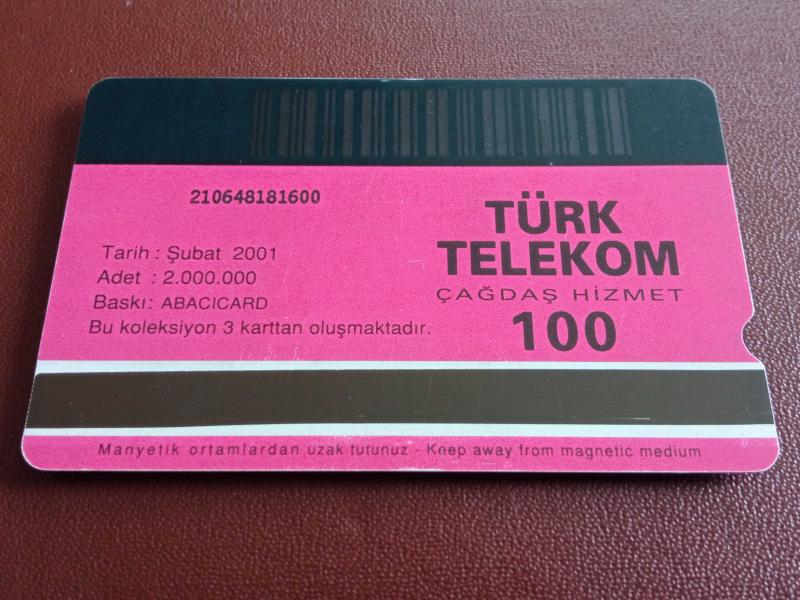 210648181600
Tarih : Şubat 2001
Adet : 2.000.000
Baskı: ABACICARD
Bu koleksiyon 3 karttan oluşmaktadır.
TÜRK
TELEKOM
ÇAĞDAŞ HİZMET
100
Manyetik ortamlardan uzak tutunuz - Keep away from magnetic medium